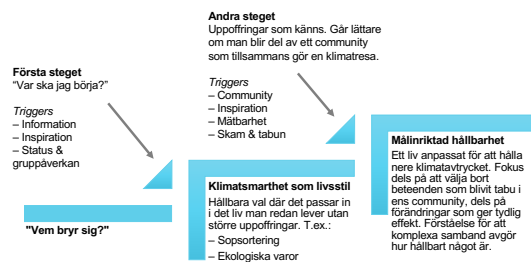 Andra steget
Uppoffringar som känns. Går lättare
om man blir del av ett community
som tillsammans gör en klimatresa.
Triggers
– Community
– Inspiration
– Mätbarhet
– Skam & tabun
Första steget
"Var ska jag börja?"
Triggers
– Information
– Inspiration
– Status &
gruppåverkan
"Vem bryr sig?"
Klimatsmarthet som livsstil
Hållbara val där det passar in
i det liv man redan lever utan
större uppoffringar. T.ex.:
– Sopsortering
– Ekologiska varor
Målinriktad hållbarhet
Ett liv anpassat för att hålla
nere klimatavtrycket. Fokus
dels på att välja bort
beteenden som blivit tabu i
ens community, dels på
förändringar som ger tydlig
effekt. Förståelse för att
komplexa samband avgör
hur hållbart något är.